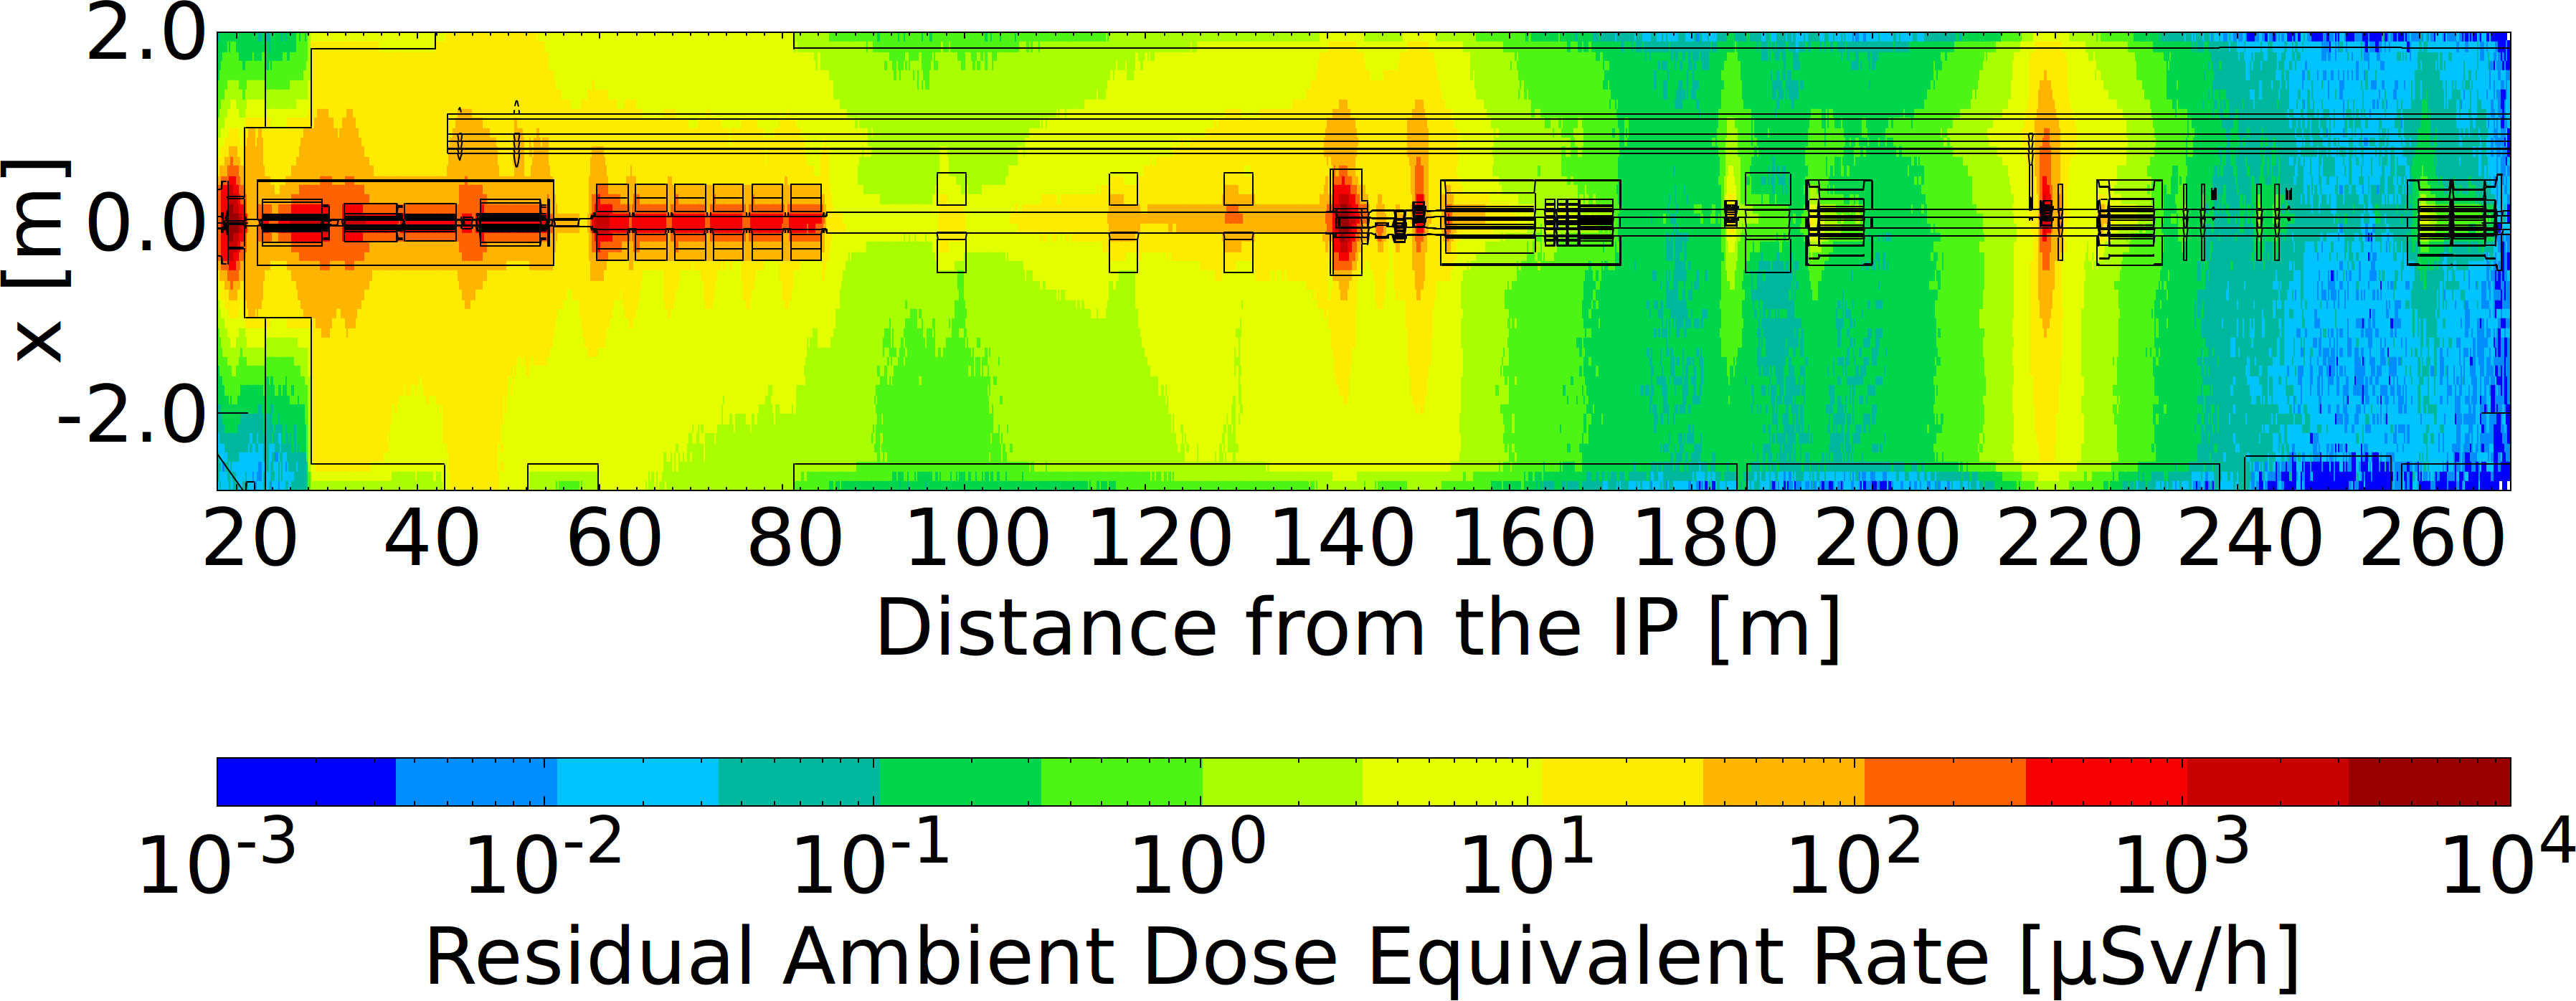 2.0
0.0
-2.0
x [m]
20 40 60 80 100 120 140 160 180 200 220 240 260
Distance from the IP [m]
10⁻³ 10⁻² 10⁻¹ 10⁰ 10¹ 10² 10³ 10⁴
Residual Ambient Dose Equivalent Rate [µSv/h]